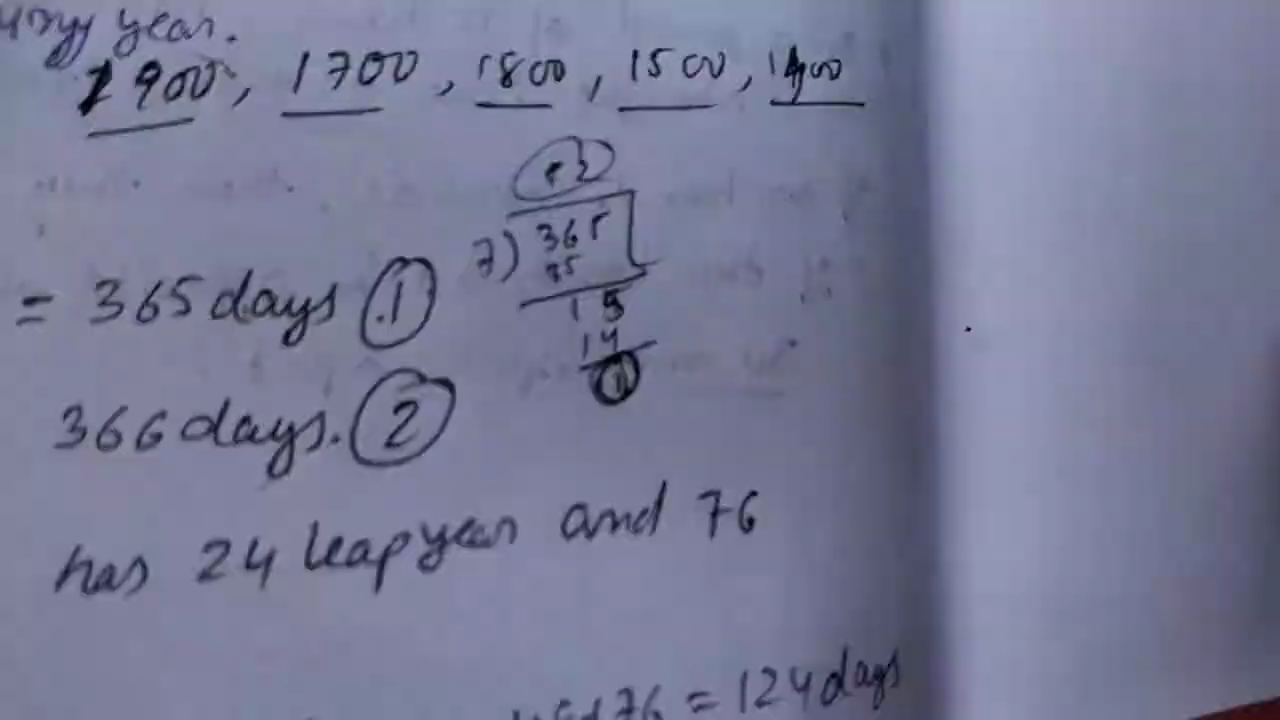 year.
1900, 1700, 1800, 1500, 1400
52
7) 365
35
= 365 days 1
15
14
1
366 days. 2
has 24 leap year and 76
76 = 124 days